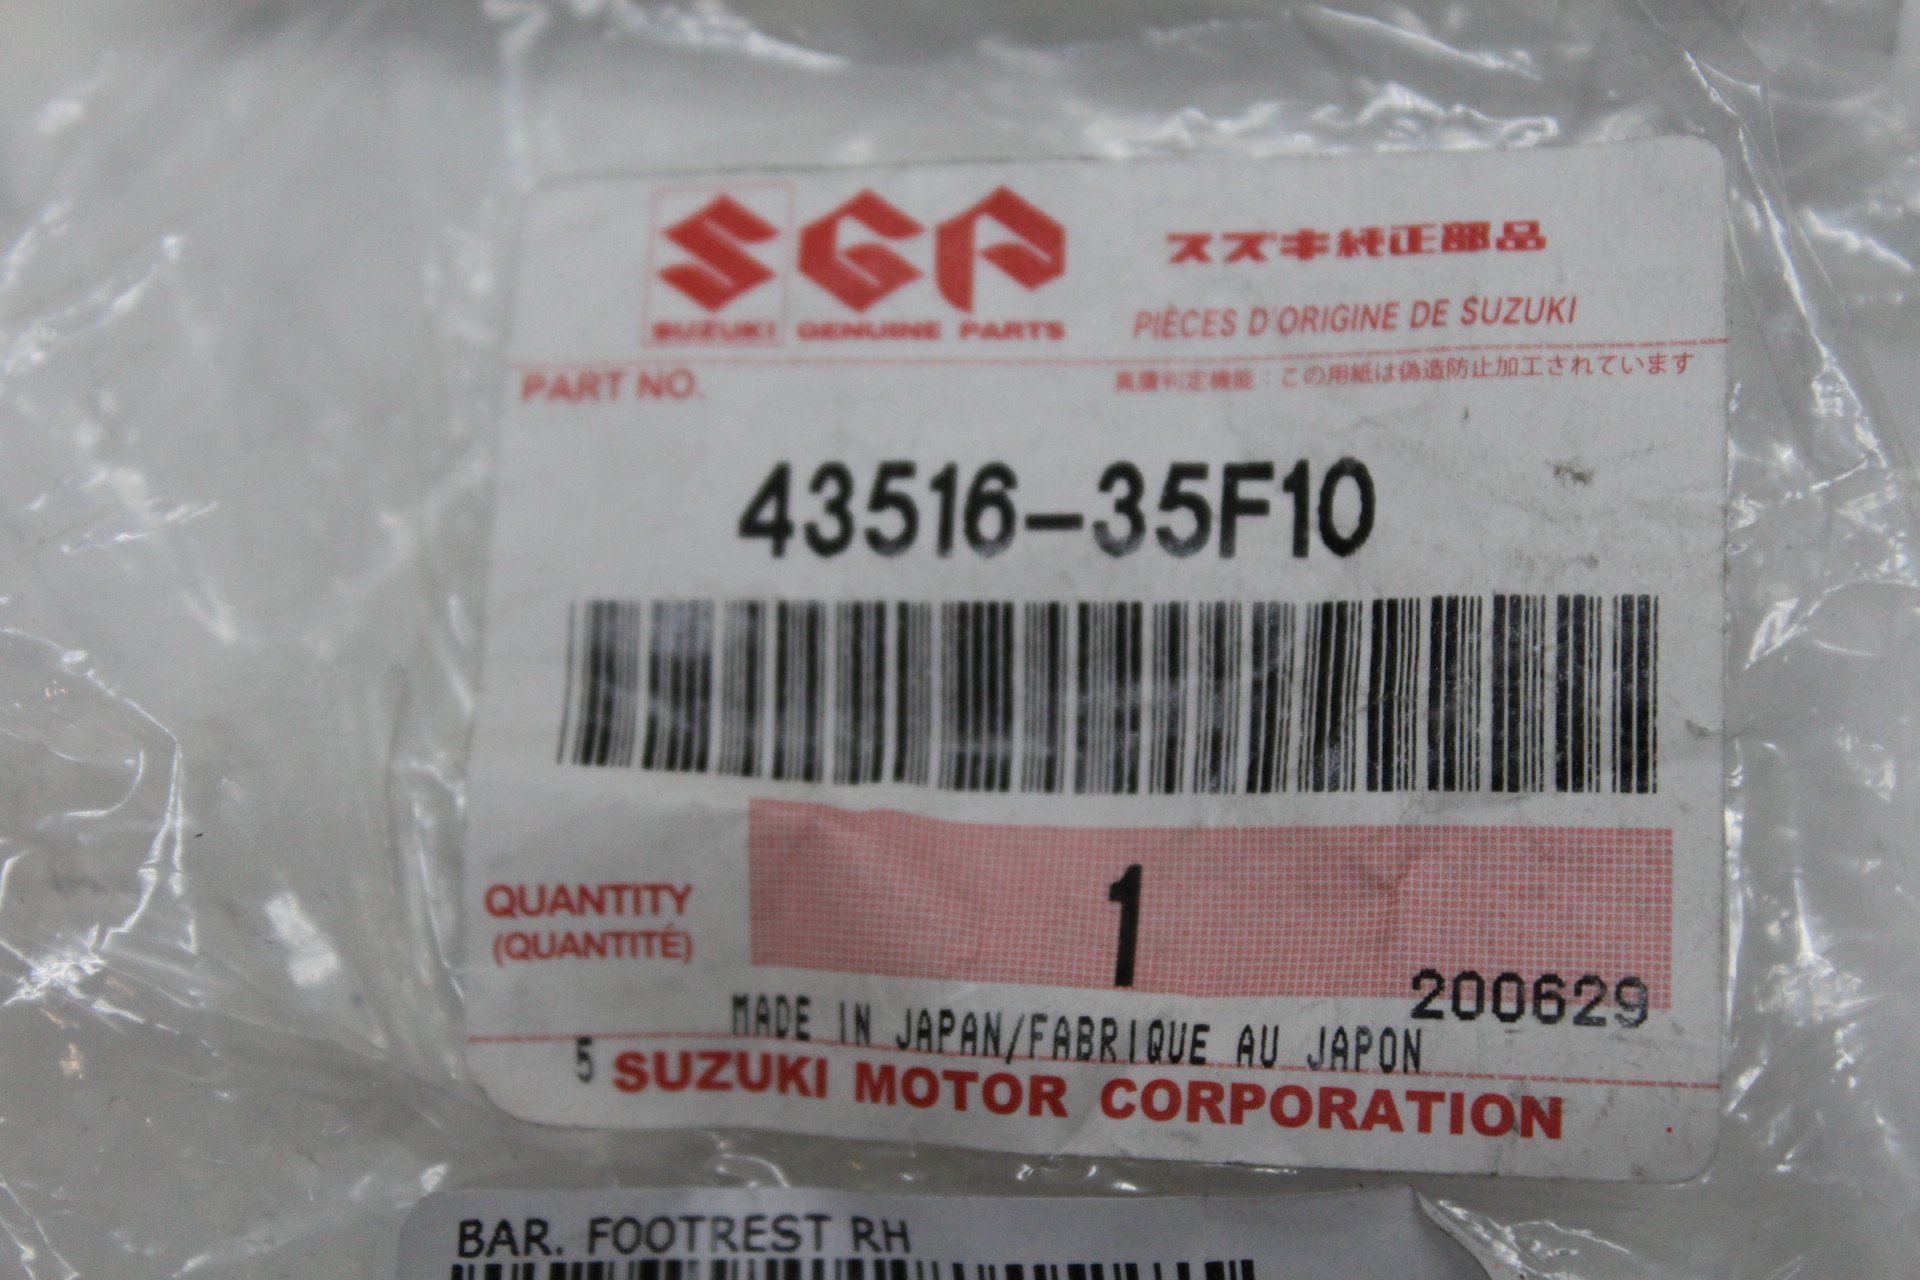 SGP
SUZUKI GENUINE PARTS
スズキ純正部品
PIÈCES D'ORIGINE DE SUZUKI
PART NO.
真贋判定機能：この用紙は偽造防止加工されています
43516-35F10
QUANTITY
(QUANTITÉ)
1
200629
MADE IN JAPAN/FABRIQUE AU JAPON
5
SUZUKI MOTOR CORPORATION
BAR. FOOTREST RH